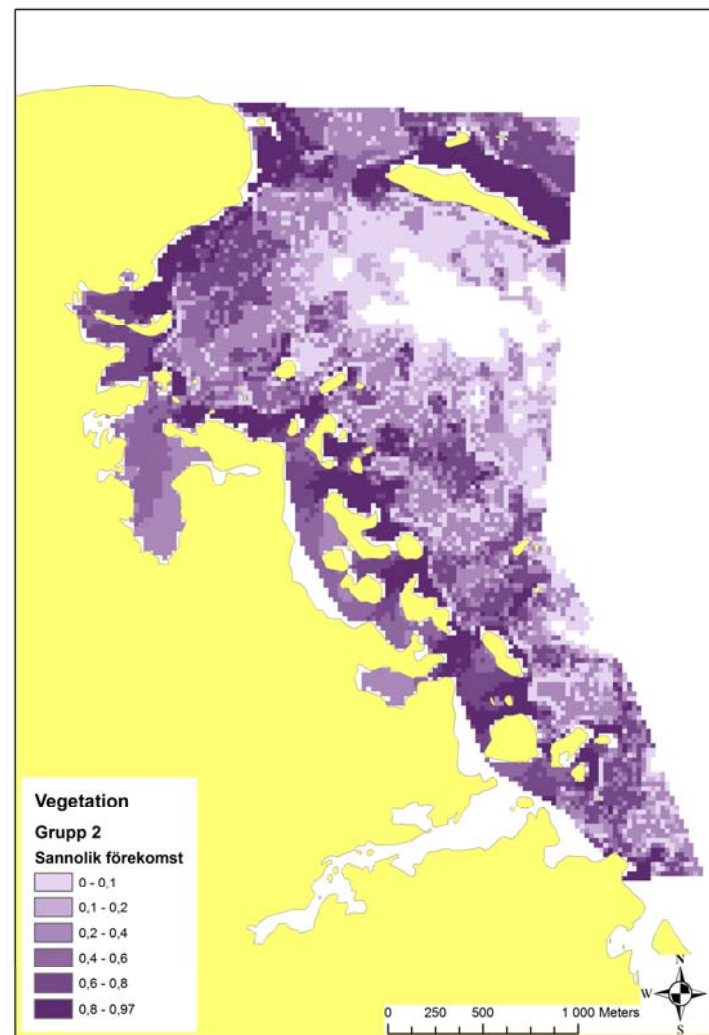 Vegetation
Grupp 2
Sannolik förekomst
0 - 0,1
0,1 - 0,2
0,2 - 0,4
0,4 - 0,6
0,6 - 0,8
0,8 - 0,97
0 250 500 1 000 Meters
N
W E
S